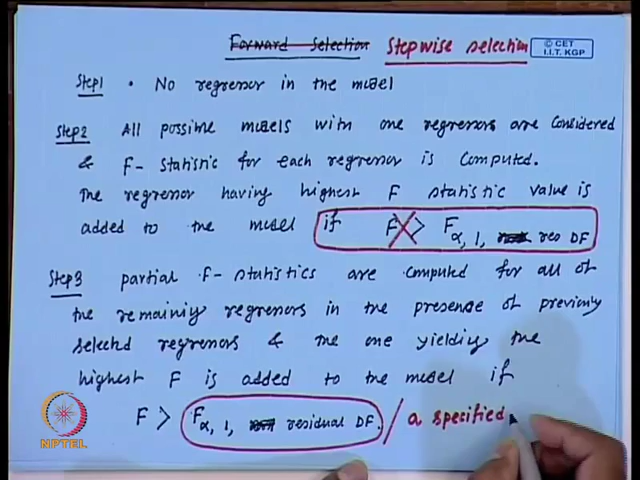 Forward Selection Stepwise selection
© CET
I.I.T. KGP
Step1 • No regressor in the model
Step2 All possible models with one regressors are considered
& F- statistic for each regressor is computed.
The regressor having highest F statistic value is
added to the model if F > F α, 1, res DF
Step3 partial F-statistics are computed for all of
the remaining regressors in the presence of previously
selected regressors & the one yielding the
highest F is added to the model if
F > F α, 1, residual DF. / a specified
NPTEL